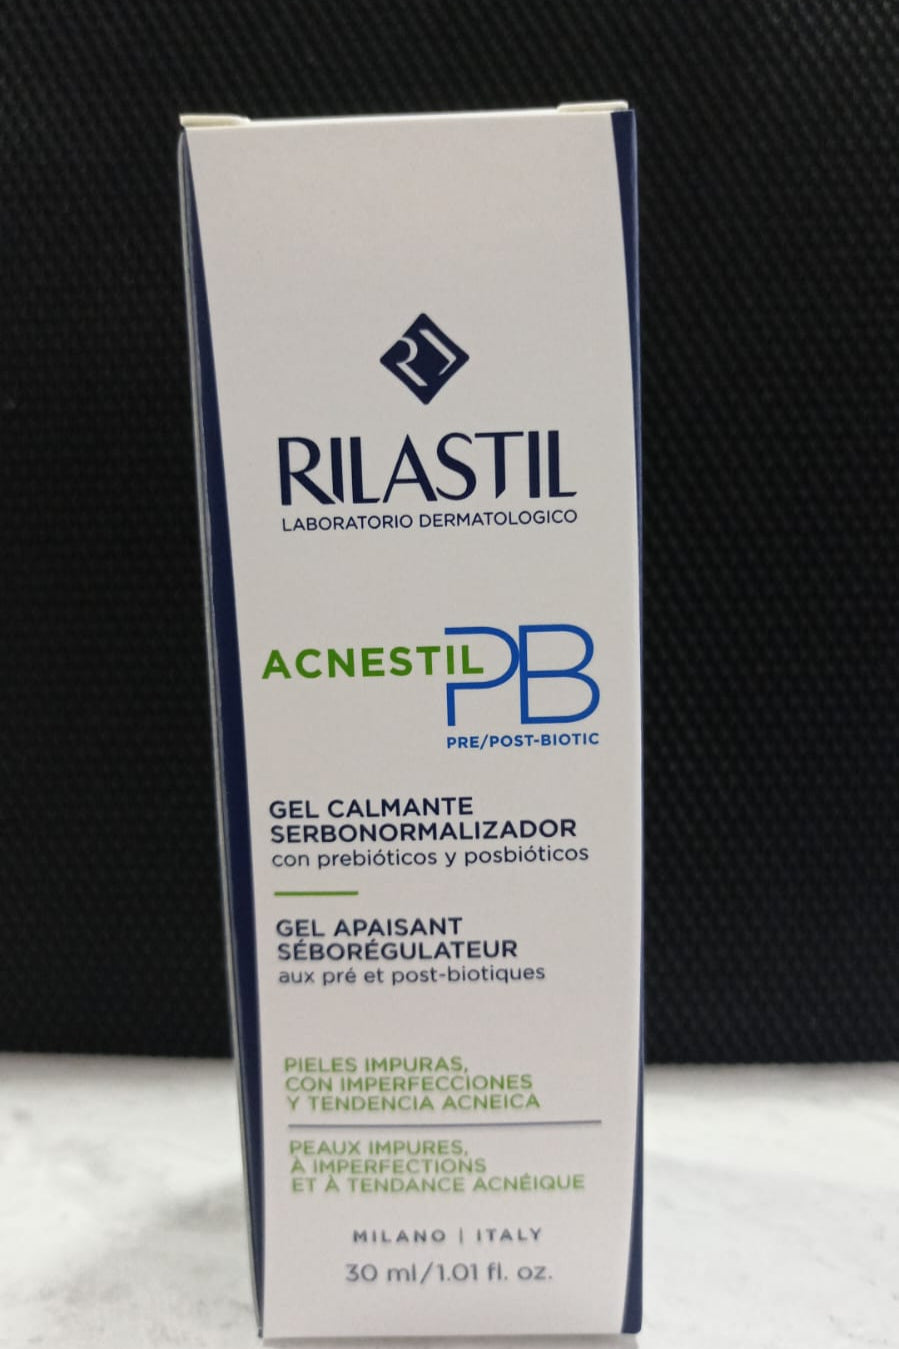 RILASTIL
LABORATORIO DERMATOLOGICO
ACNESTIL PB
PRE/POST-BIOTIC
GEL CALMANTE
SERBONORMALIZADOR
con prebióticos y posbióticos
GEL APAISANT
SÉBORÉGULATEUR
aux pré et post-biotiques
PIELES IMPURAS,
CON IMPERFECCIONES
Y TENDENCIA ACNEICA
PEAUX IMPURES,
À IMPERFECTIONS
ET À TENDANCE ACNÉIQUE
MILANO | ITALY
30 ml/1.01 fl. oz.